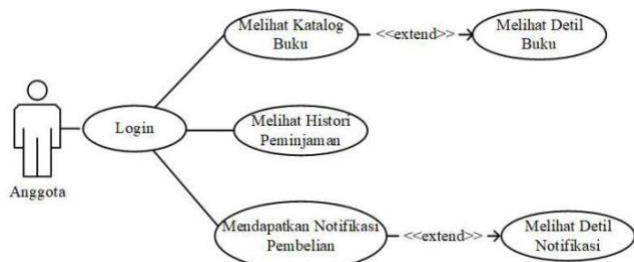 Melihat Katalog
Buku
<<extend>>
Melihat Detil
Buku
Anggota
Login
Melihat Histori
Peminjaman
Mendapatkan Notifikasi
Pembelian
<<extend>>
Melihat Detil
Notifikasi